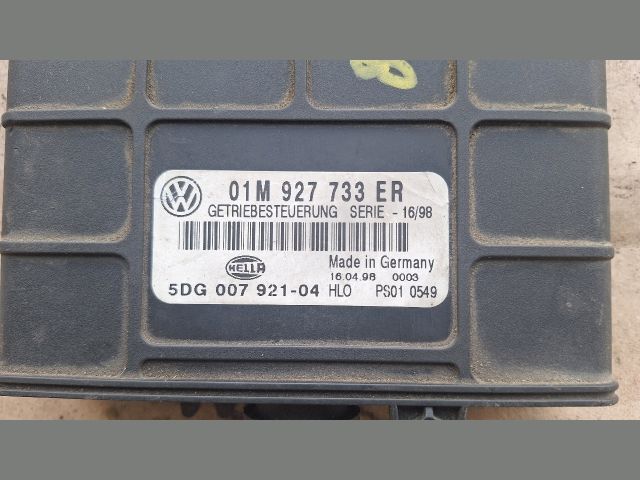 01M 927 733 ER
GETRIEBESTEUERUNG SERIE - 16/98
HELLA
Made in Germany
16.04.98 0003
5DG 007 921-04 HLO PS01 0549
8